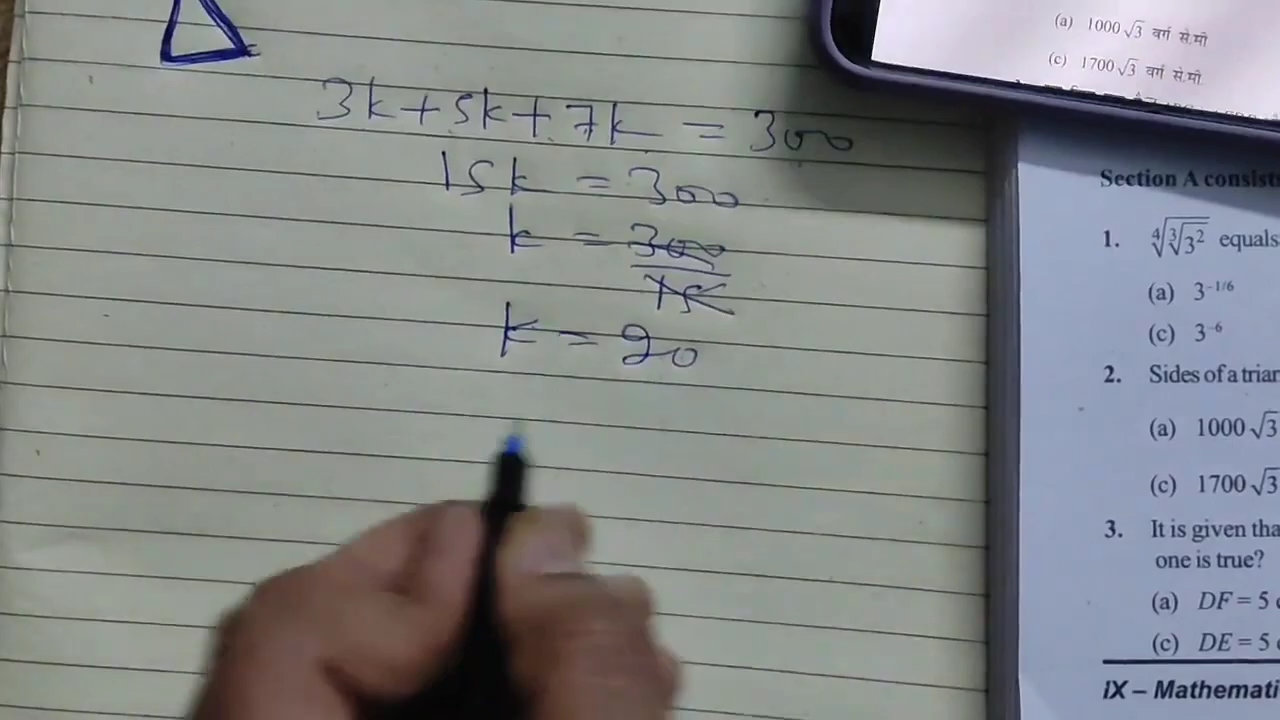 3k+5k+7k = 300
15k = 300
k = 300/15
k = 20
(a) 1000√3 वर्ग से.मी
(c) 1700√3 वर्ग से.मी.
Section A consist
1. ∜∛3² equals
(a) 3^-1/6
(c) 3^-6
2. Sides of a trian
(a) 1000√3
(c) 1700√3
3. It is given tha
one is true?
(a) DF = 5 c
(c) DE = 5 c
IX – Mathemati